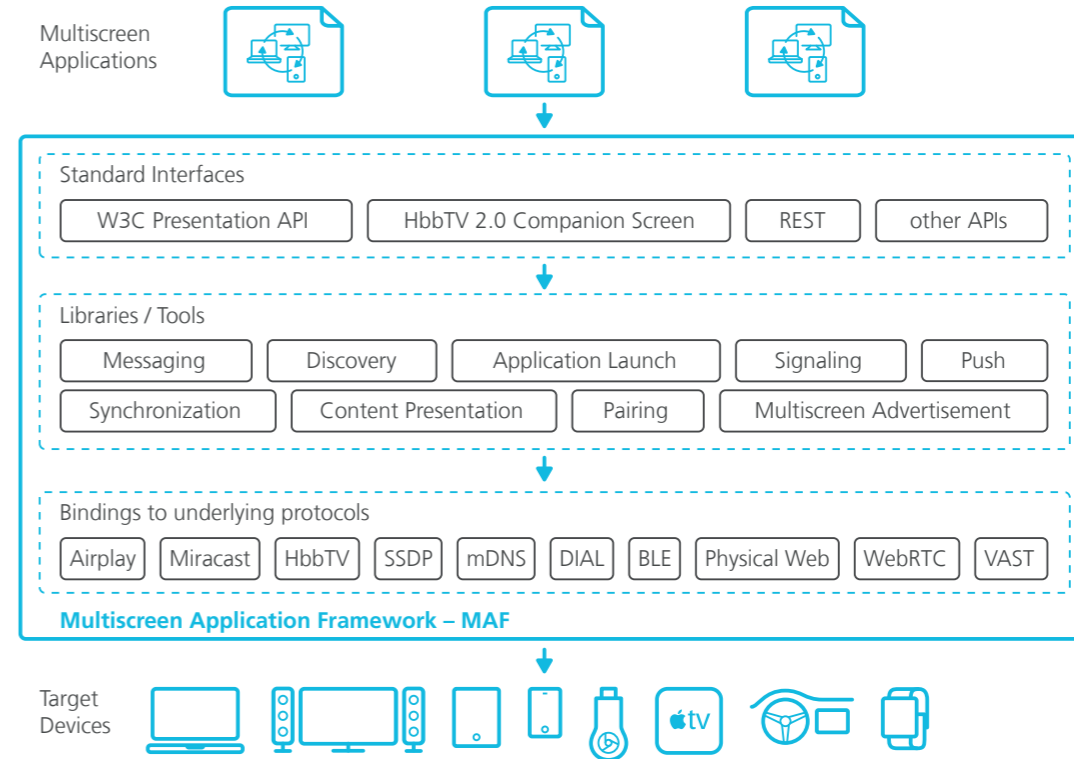 Multiscreen
Applications
Standard Interfaces
W3C Presentation API HbbTV 2.0 Companion Screen REST other APIs
Libraries / Tools
Messaging Discovery Application Launch Signaling Push
Synchronization Content Presentation Pairing Multiscreen Advertisement
Bindings to underlying protocols
Airplay Miracast HbbTV SSDP mDNS DIAL BLE Physical Web WebRTC VAST
Multiscreen Application Framework – MAF
Target
Devices
tv